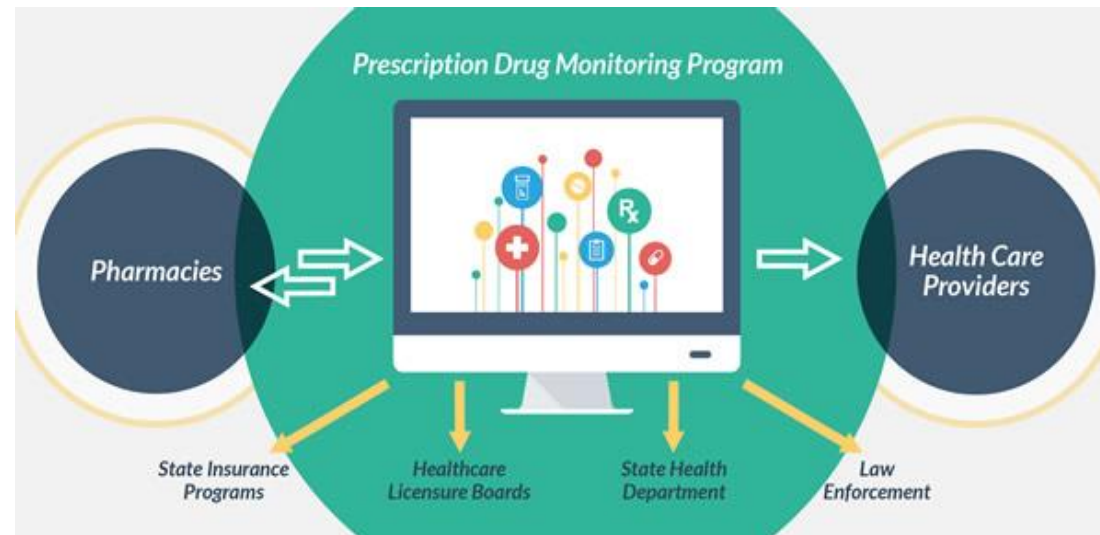 Prescription Drug Monitoring Program
Rx
Pharmacies
Health Care
Providers
State Insurance
Programs
Healthcare
Licensure Boards
State Health
Department
Law
Enforcement